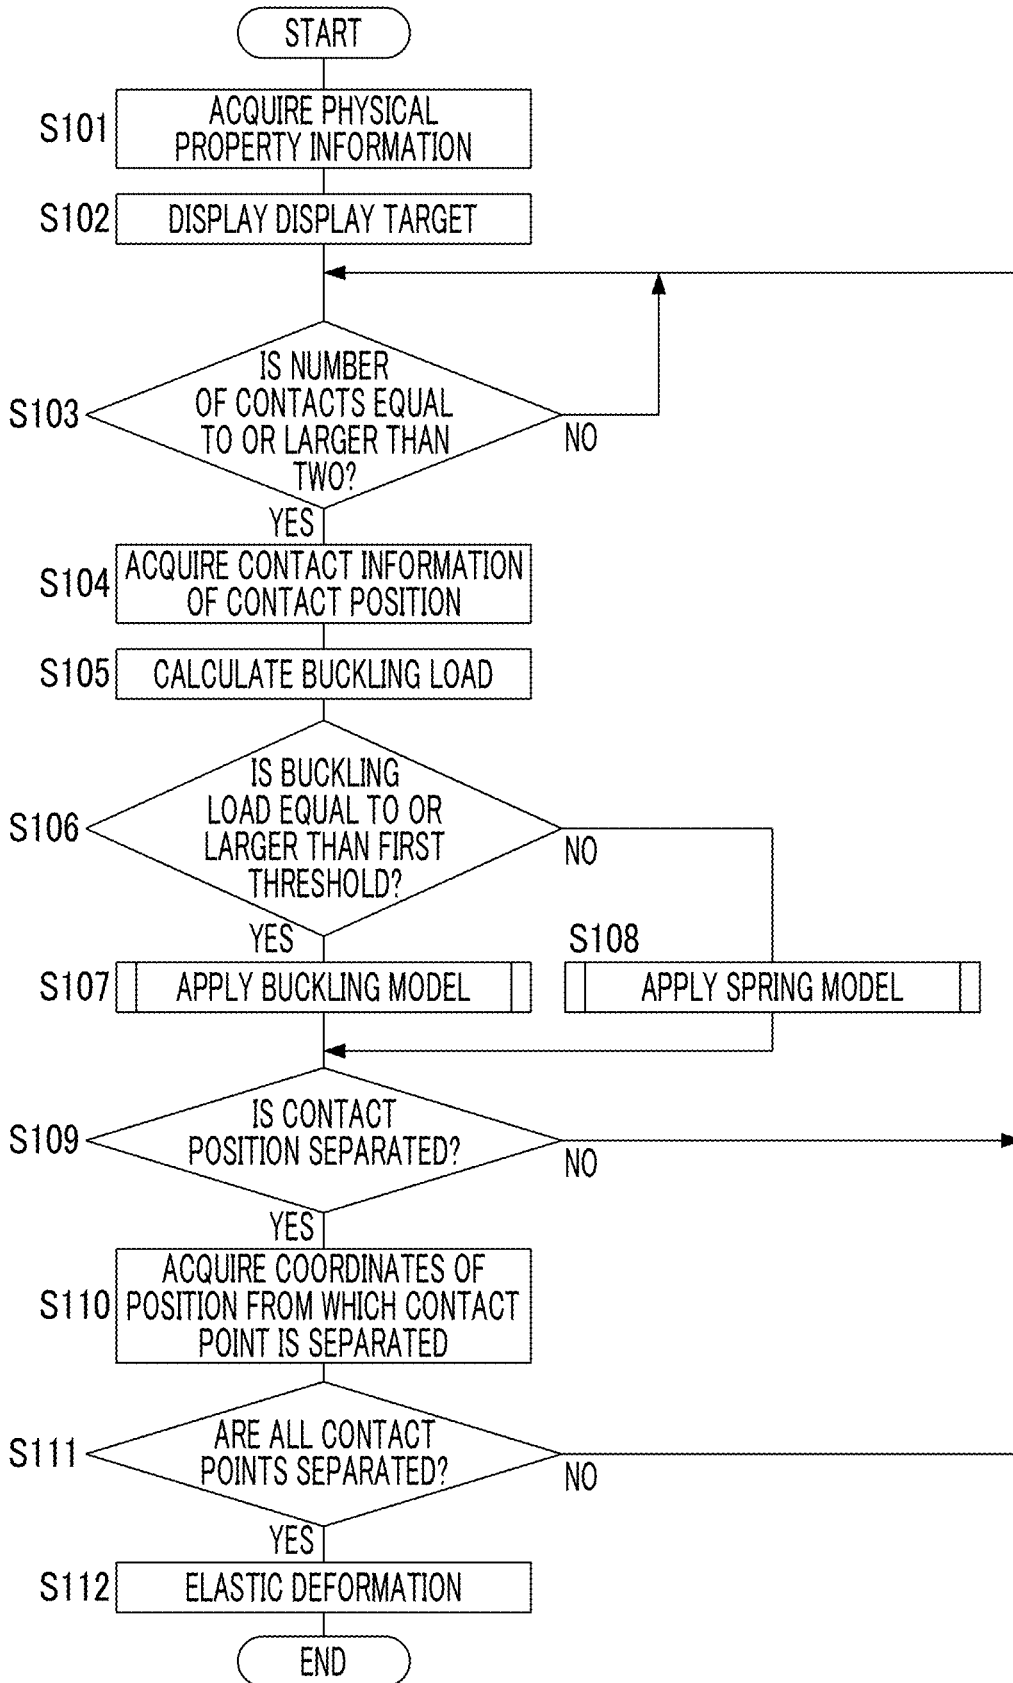 START
S101
ACQUIRE PHYSICAL
PROPERTY INFORMATION
S102
DISPLAY DISPLAY TARGET
S103
IS NUMBER
OF CONTACTS EQUAL
TO OR LARGER THAN
TWO?
NO
YES
S104
ACQUIRE CONTACT INFORMATION
OF CONTACT POSITION
S105
CALCULATE BUCKLING LOAD
S106
IS BUCKLING
LOAD EQUAL TO OR
LARGER THAN FIRST
THRESHOLD?
NO
YES
S107
APPLY BUCKLING MODEL
S108
APPLY SPRING MODEL
S109
IS CONTACT
POSITION SEPARATED?
NO
YES
S110
ACQUIRE COORDINATES OF
POSITION FROM WHICH CONTACT
POINT IS SEPARATED
S111
ARE ALL CONTACT
POINTS SEPARATED?
NO
YES
S112
ELASTIC DEFORMATION
END